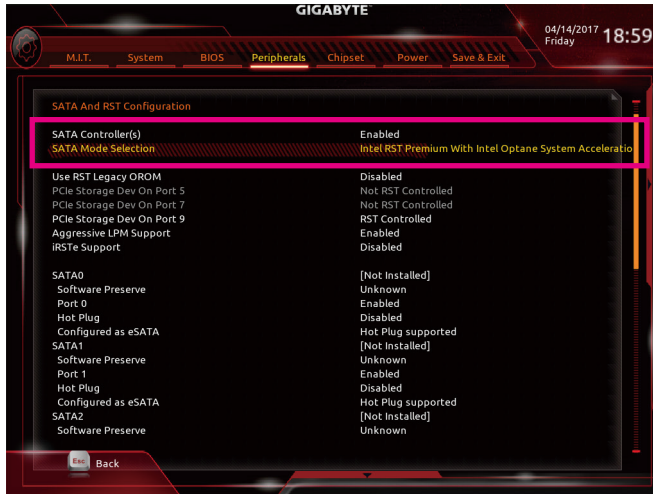 GIGABYTE™
04/14/2017 18:59
Friday
M.I.T. System BIOS Peripherals Chipset Power Save & Exit
SATA And RST Configuration
SATA Controller(s) Enabled
SATA Mode Selection Intel RST Premium With Intel Optane System Acceleratio
Use RST Legacy OROM Disabled
PCIe Storage Dev On Port 5 Not RST Controlled
PCIe Storage Dev On Port 7 Not RST Controlled
PCIe Storage Dev On Port 9 RST Controlled
Aggressive LPM Support Enabled
iRSTe Support Disabled
SATA0 [Not Installed]
Software Preserve Unknown
Port 0 Enabled
Hot Plug Disabled
Configured as eSATA Hot Plug supported
SATA1 [Not Installed]
Software Preserve Unknown
Port 1 Enabled
Hot Plug Disabled
Configured as eSATA Hot Plug supported
SATA2 [Not Installed]
Software Preserve Unknown
Esc Back